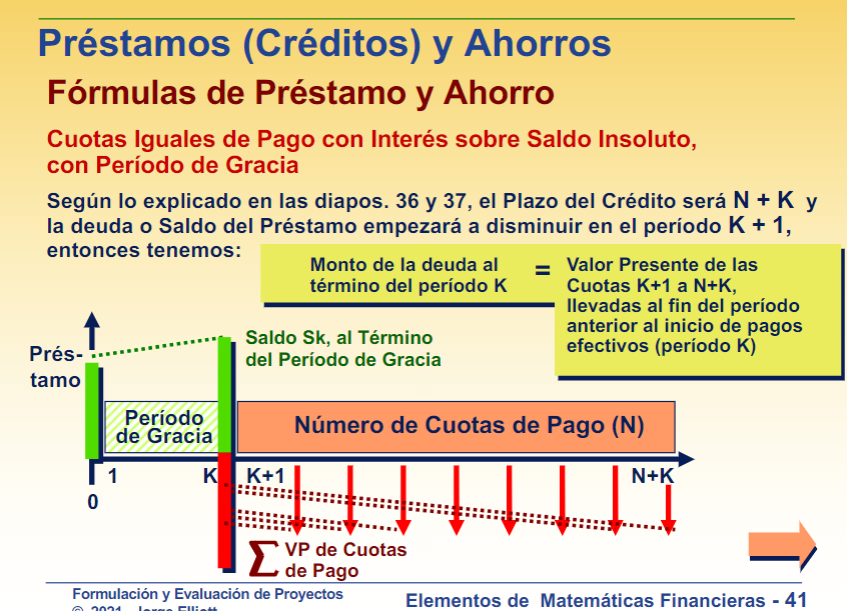 Préstamos (Créditos) y Ahorros
Fórmulas de Préstamo y Ahorro
Cuotas Iguales de Pago con Interés sobre Saldo Insoluto,
con Período de Gracia
Según lo explicado en las diapos. 36 y 37, el Plazo del Crédito será N + K y
la deuda o Saldo del Préstamo empezará a disminuir en el período K + 1,
entonces tenemos:
Monto de la deuda al
término del período K
=
Valor Presente de las
Cuotas K+1 a N+K,
llevadas al fin del período
anterior al inicio de pagos
efectivos (período K)
Saldo Sk, al Término
del Período de Gracia
Prés-
tamo
Período
de Gracia
Número de Cuotas de Pago (N)
0
1
K
K+1
N+K
∑ VP de Cuotas
de Pago
Formulación y Evaluación de Proyectos
© 2021 Jorge Elliott
Elementos de Matemáticas Financieras - 41